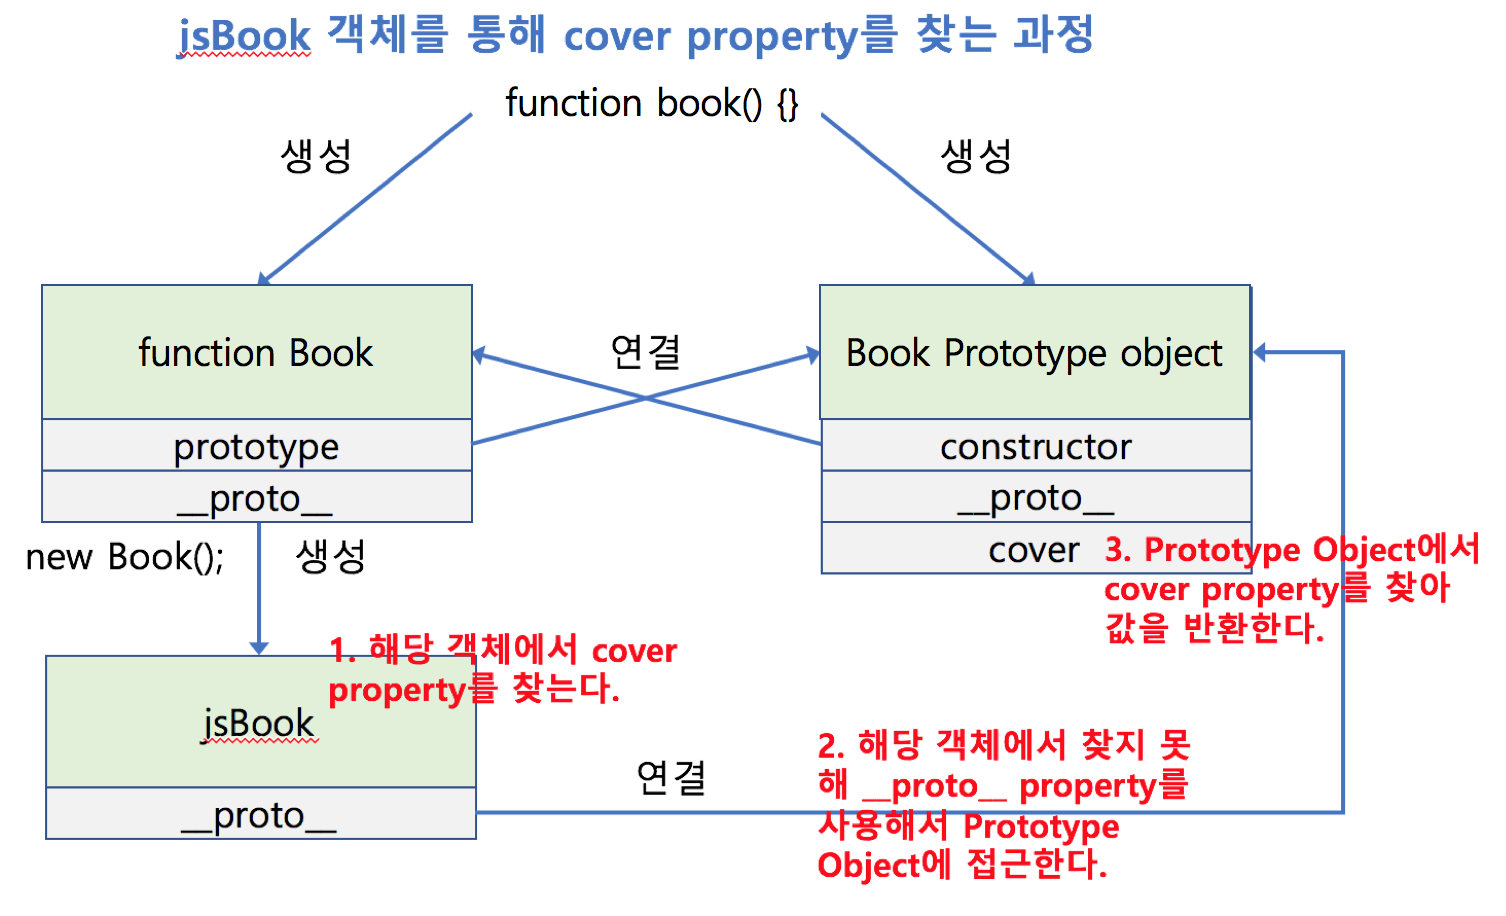 jsBook 객체를 통해 cover property를 찾는 과정
function book() {}
생성
생성
function Book
연결
Book Prototype object
prototype
constructor
__proto__
__proto__
new Book();
생성
cover
3. Prototype Object에서
cover property를 찾아
값을 반환한다.
1. 해당 객체에서 cover
property를 찾는다.
jsBook
2. 해당 객체에서 찾지 못
해 __proto__ property를
사용해서 Prototype
Object에 접근한다.
연결
__proto__